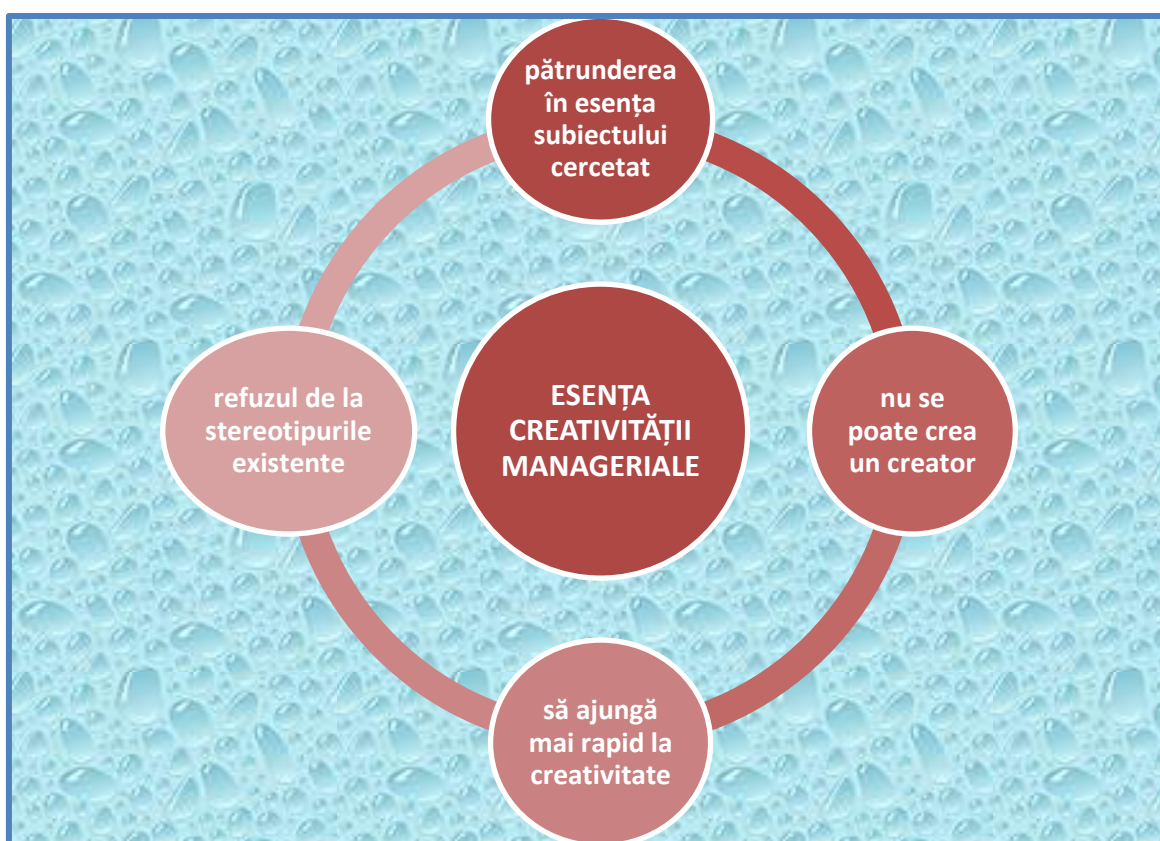 pătrunderea
în esența
subiectului
cercetat
refuzul de la
stereotipurile
existente
ESENȚA
CREATIVITĂȚII
MANAGERIALE
nu se
poate crea
un creator
să ajungă
mai rapid la
creativitate